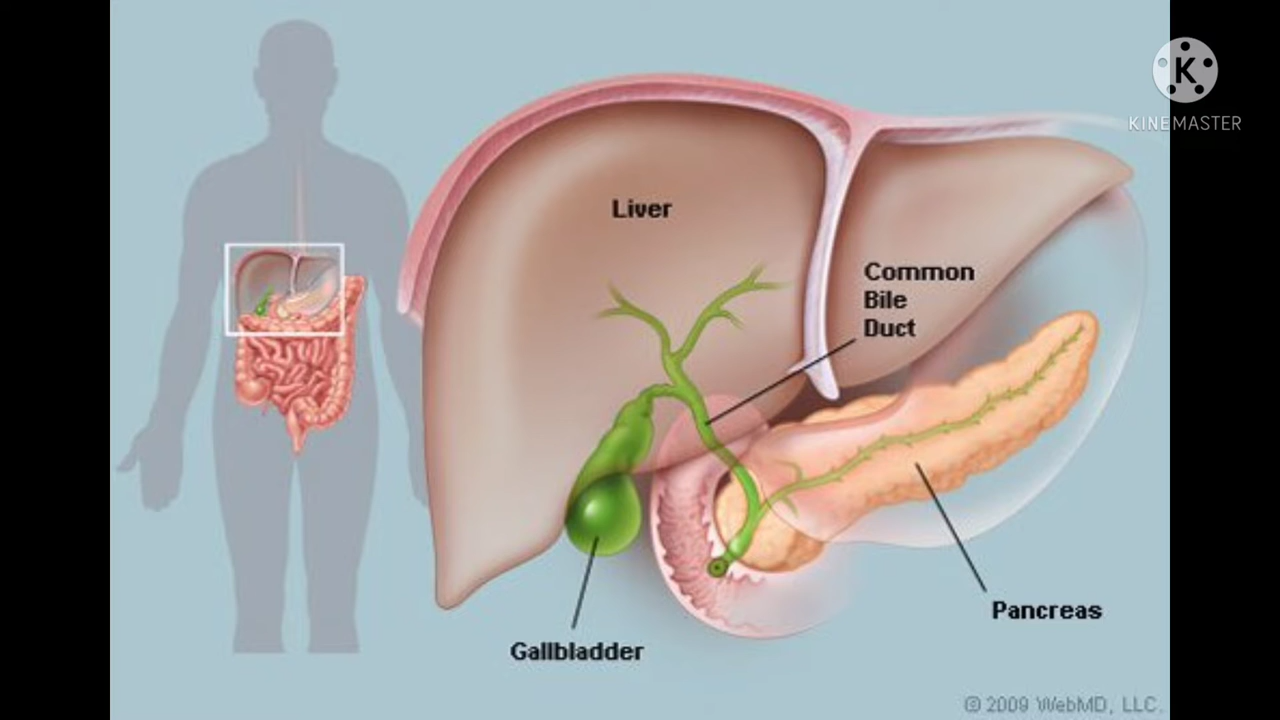 KINEMASTER
Liver
Common
Bile
Duct
Pancreas
Gallbladder
© 2009 WebMD, LLC.